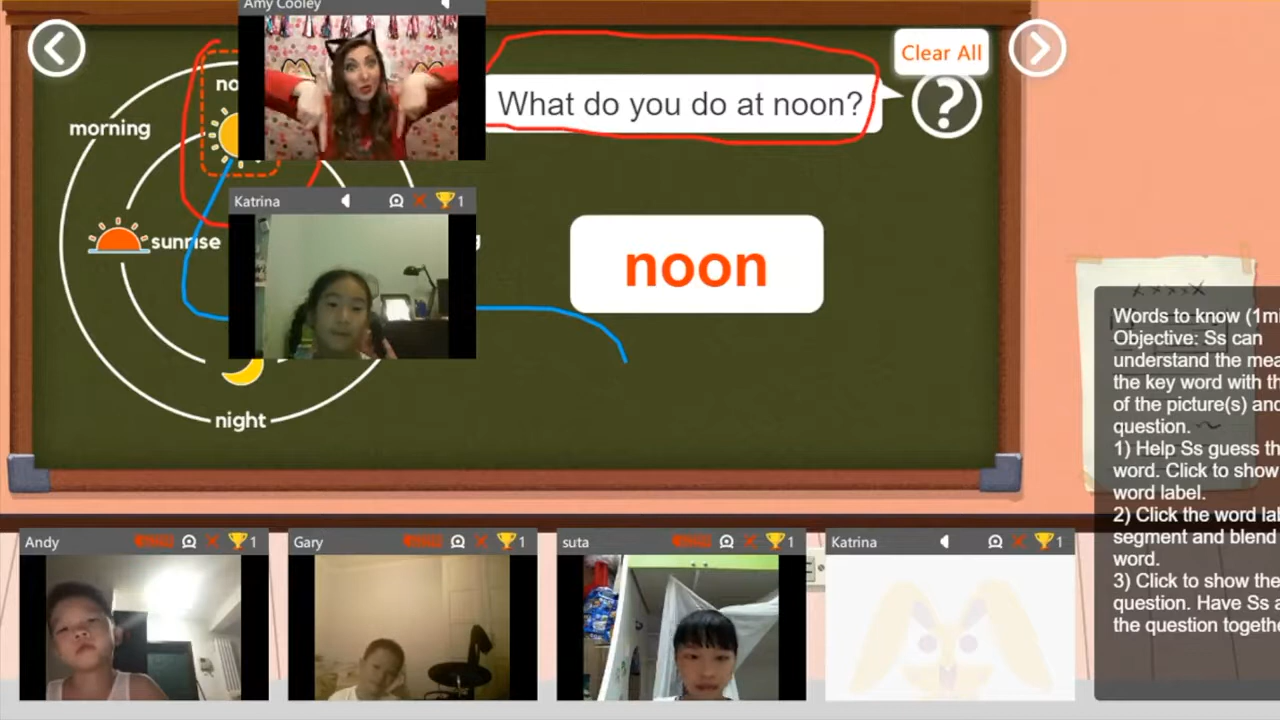 Amy Cooley
Clear All
no
What do you do at noon?
?
morning
Katrina
1
sunrise
noon
night
Words to know (1mi
Objective: Ss can
understand the mea
the key word with th
of the picture(s) and
question.
1) Help Ss guess th
word. Click to show
word label.
2) Click the word lab
segment and blend
word.
3) Click to show the
question. Have Ss a
the question togethe
Andy
1
Gary
1
suta
1
Katrina
1